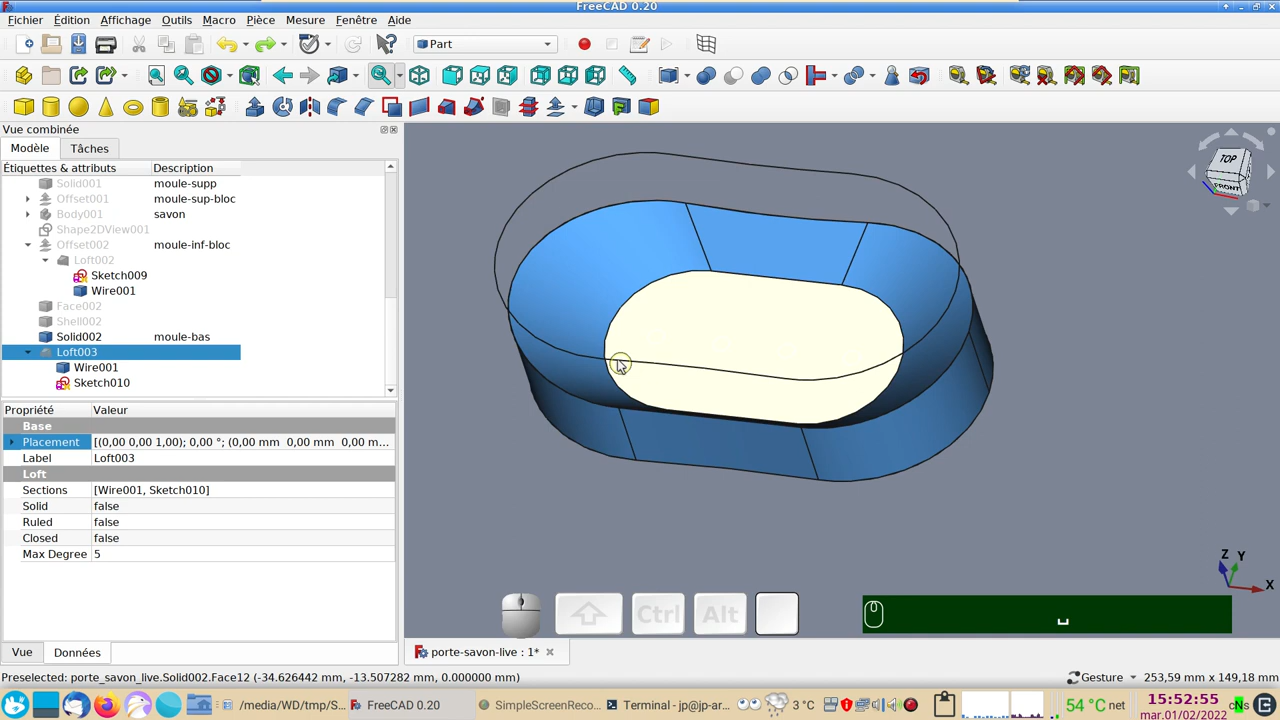 FreeCAD 0.20
Fichier Édition Affichage Outils Macro Pièce Mesure Fenêtre Aide
Part
Vue combinée
Modèle Tâches
Étiquettes & attributs Description
Solid001 moule-supp
Offset001 moule-sup-bloc
Body001 savon
Shape2DView001
Offset002 moule-inf-bloc
Loft002
Sketch009
Wire001
Face002
Shell002
Solid002 moule-bas
Loft003
Wire001
Sketch010
Propriété Valeur
Base
Placement [(0,00 0,00 1,00); 0,00 °; (0,00 mm 0,00 mm 0,00 m...
Label Loft003
Loft
Sections [Wire001, Sketch010]
Solid false
Ruled false
Closed false
Max Degree 5
TOP
FRONT
Z Y
X
Ctrl Alt
Vue Données
porte-savon-live : 1*
Preselected: porte_savon_live.Solid002.Face12 (-34.626442 mm, -13.07282 mm, 0.000000 mm)
Gesture 253,59 mm x 149,18 mm
: /media/WD/tmp/S...
FreeCAD 0.20
SimpleScreenReco...
Terminal - jp@jp-ar...
3 °C
54 °C net
15:52:55
mar.01/02/2022